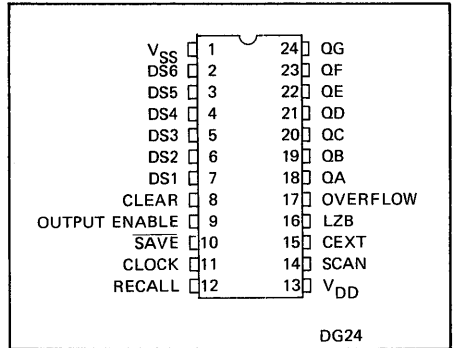 VSS 1 24 QG
DS6 2 23 QF
DS5 3 22 QE
DS4 4 21 QD
DS3 5 20 QC
DS2 6 19 QB
DS1 7 18 QA
CLEAR 8 17 OVERFLOW
OUTPUT ENABLE 9 16 LZB
SAVE 10 15 CEXT
CLOCK 11 14 SCAN
RECALL 12 13 VDD
DG24